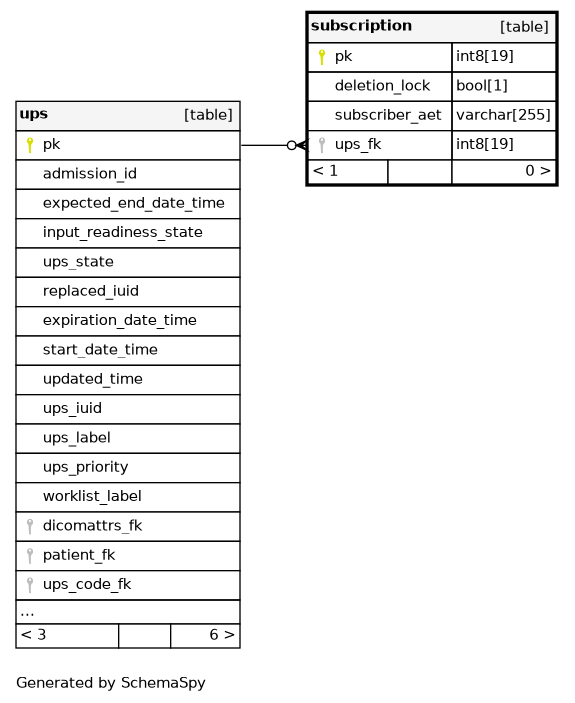 subscription [table]
pk int8[19]
deletion_lock bool[1]
subscriber_aet varchar[255]
ups_fk int8[19]
< 1 0 >
ups [table]
pk
admission_id
expected_end_date_time
input_readiness_state
ups_state
replaced_iuid
expiration_date_time
start_date_time
updated_time
ups_iuid
ups_label
ups_priority
worklist_label
dicomattrs_fk
patient_fk
ups_code_fk
...
< 3 6 >
Generated by SchemaSpy